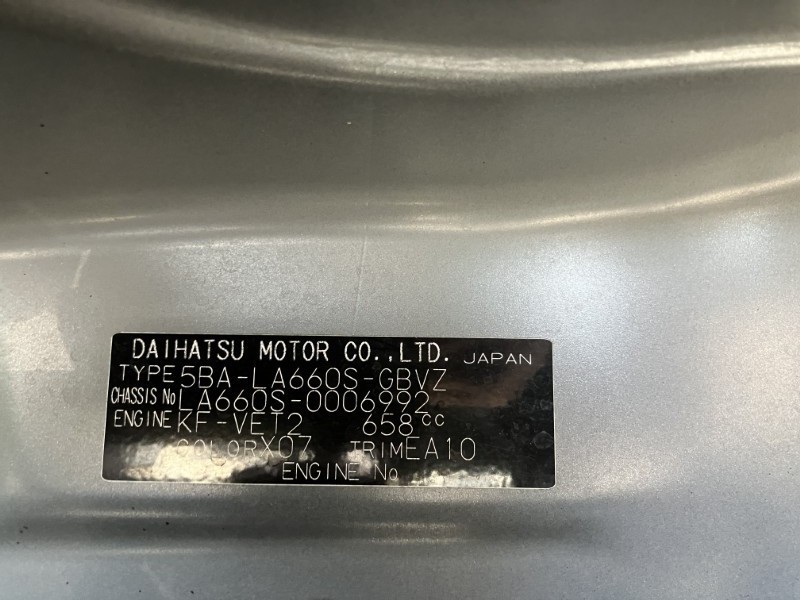 DAIHATSU MOTOR CO.,LTD. JAPAN
TYPE 5BA-LA660S-GBVZ
CHASSIS No LA660S-0006992
ENGINE KF-VET2 658cc
COLOR X07 TRIM EA10
ENGINE No